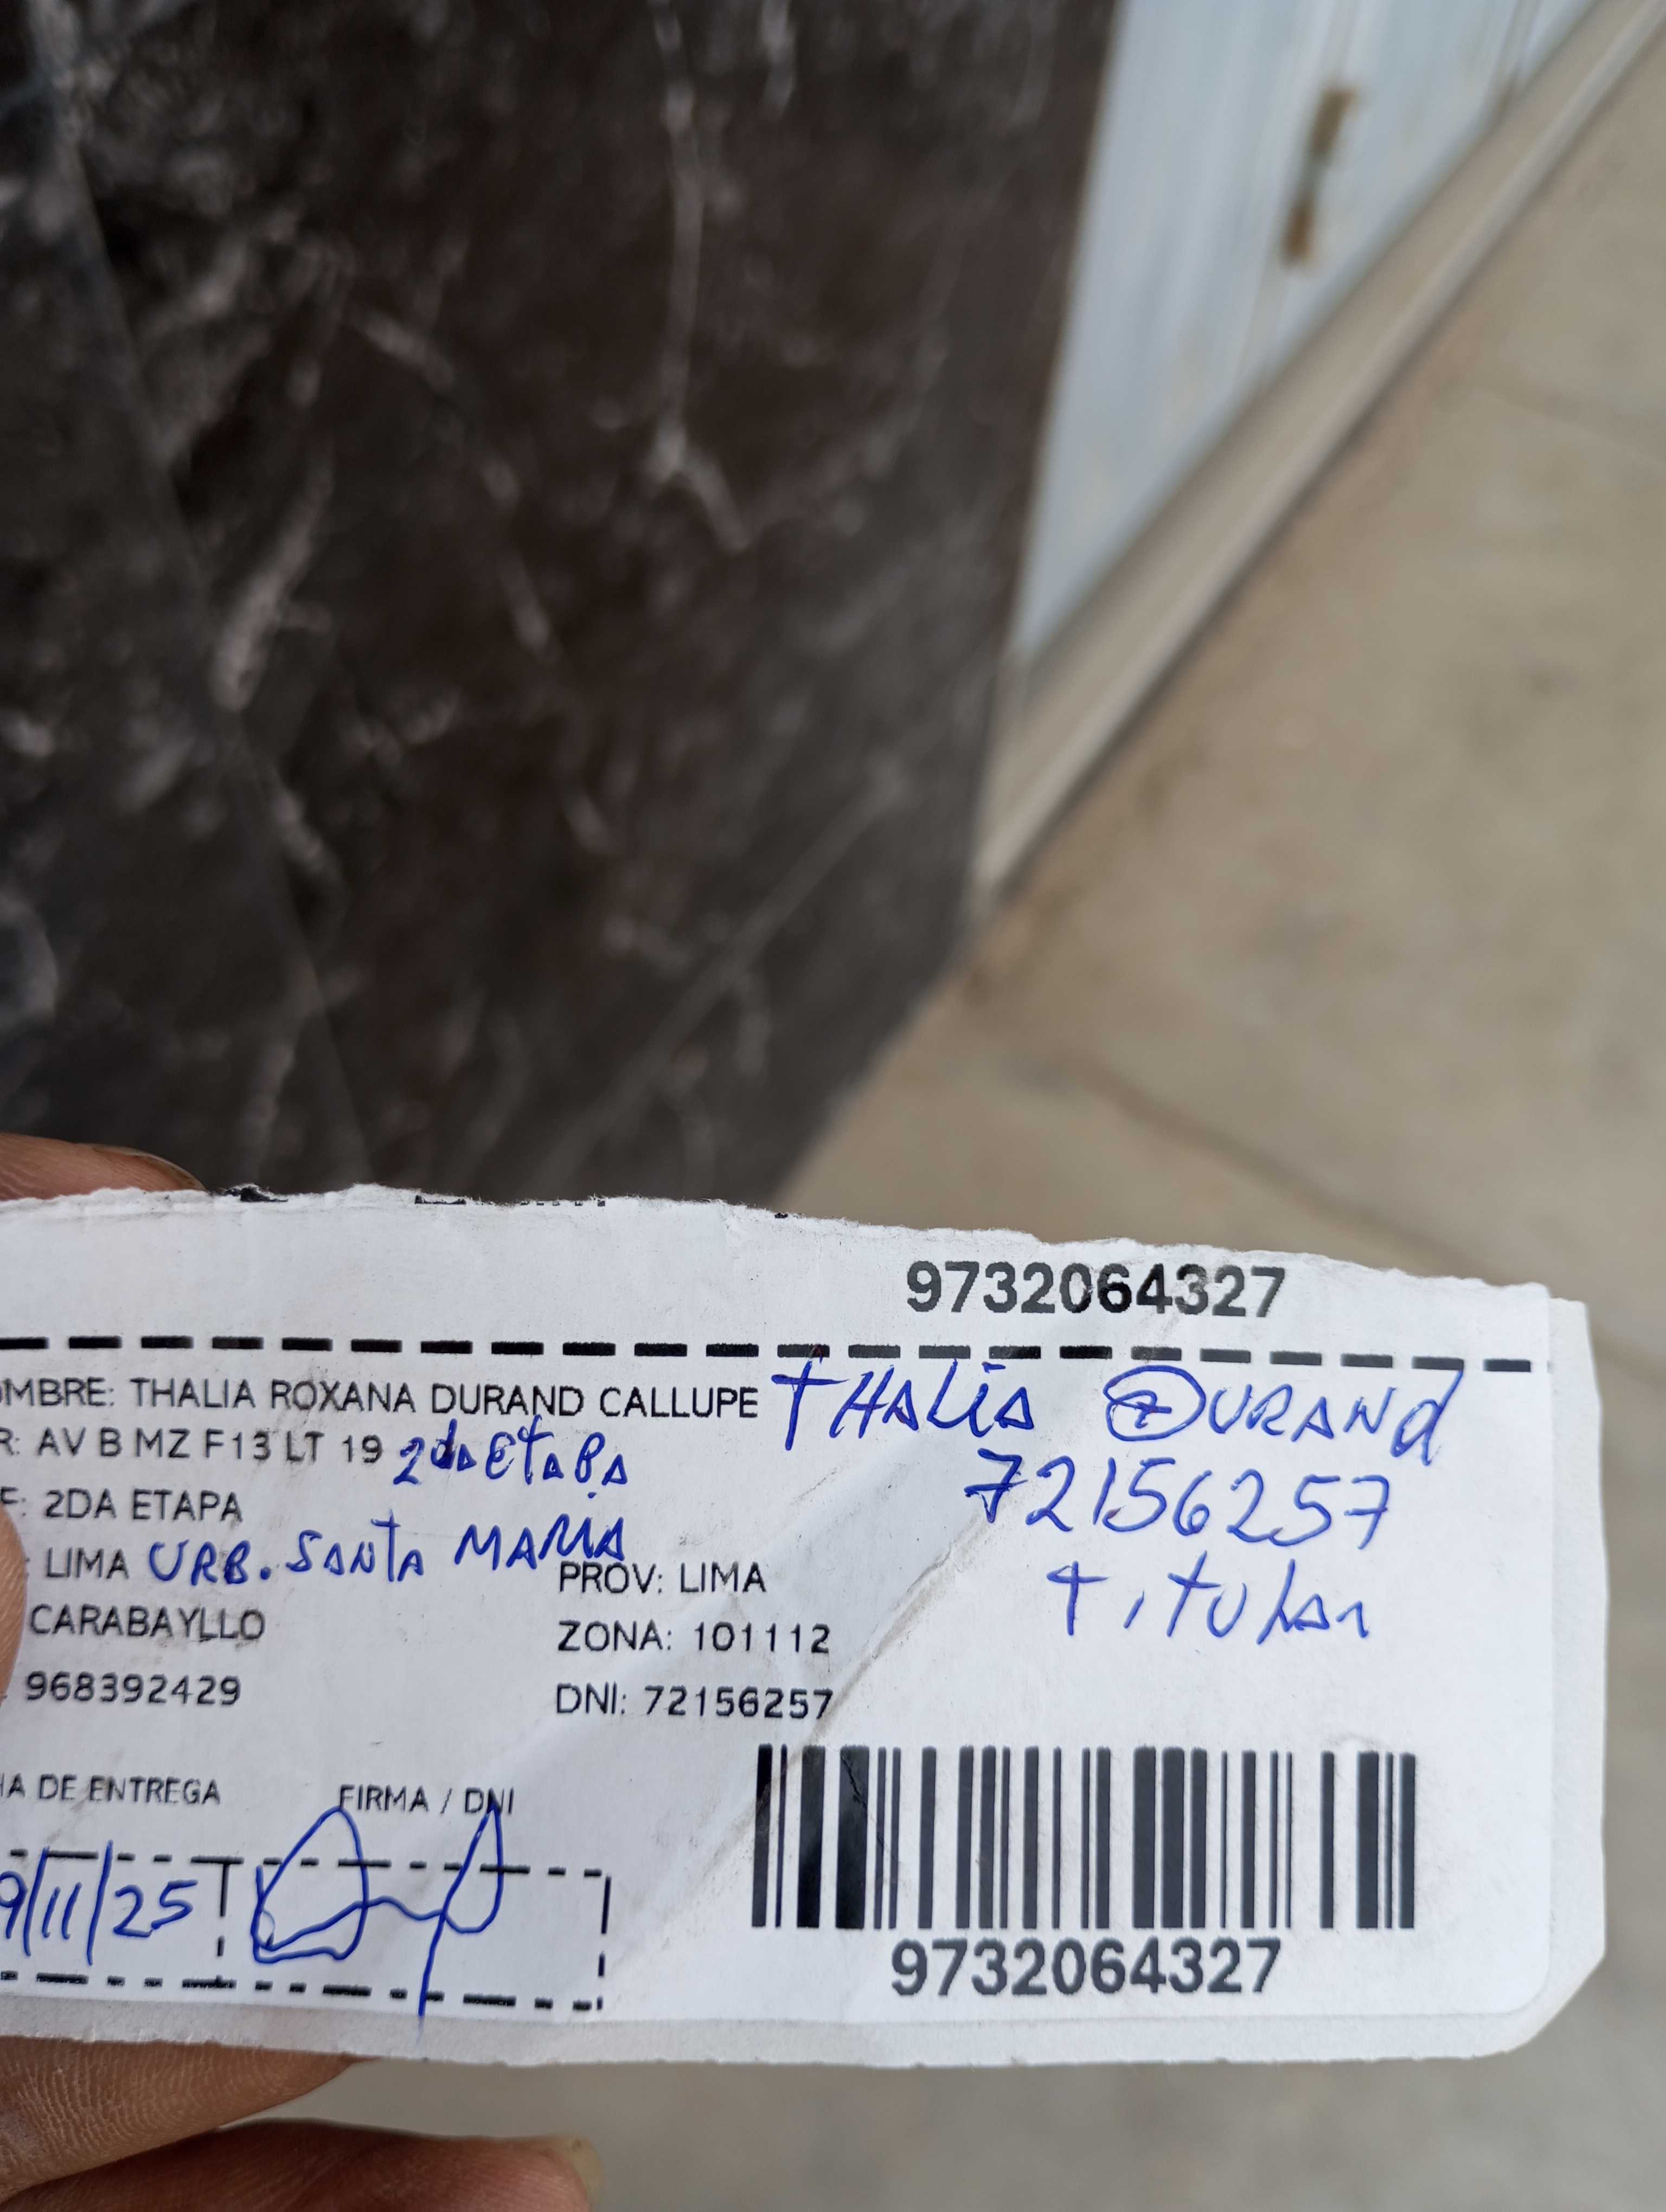 9732064327
OMBRE: THALIA ROXANA DURAND CALLUPE THALIA DURAND
R: AV B MZ F13 LT 19 2da EtaPa
72156257
F: 2DA ETAPA
: LIMA URB. SANTA MARIA
PROV: LIMA
titular
CARABAYLLO
ZONA: 101112
968392429
DNI: 72156257
HA DE ENTREGA
FIRMA / DNI
9/11/25
9732064327